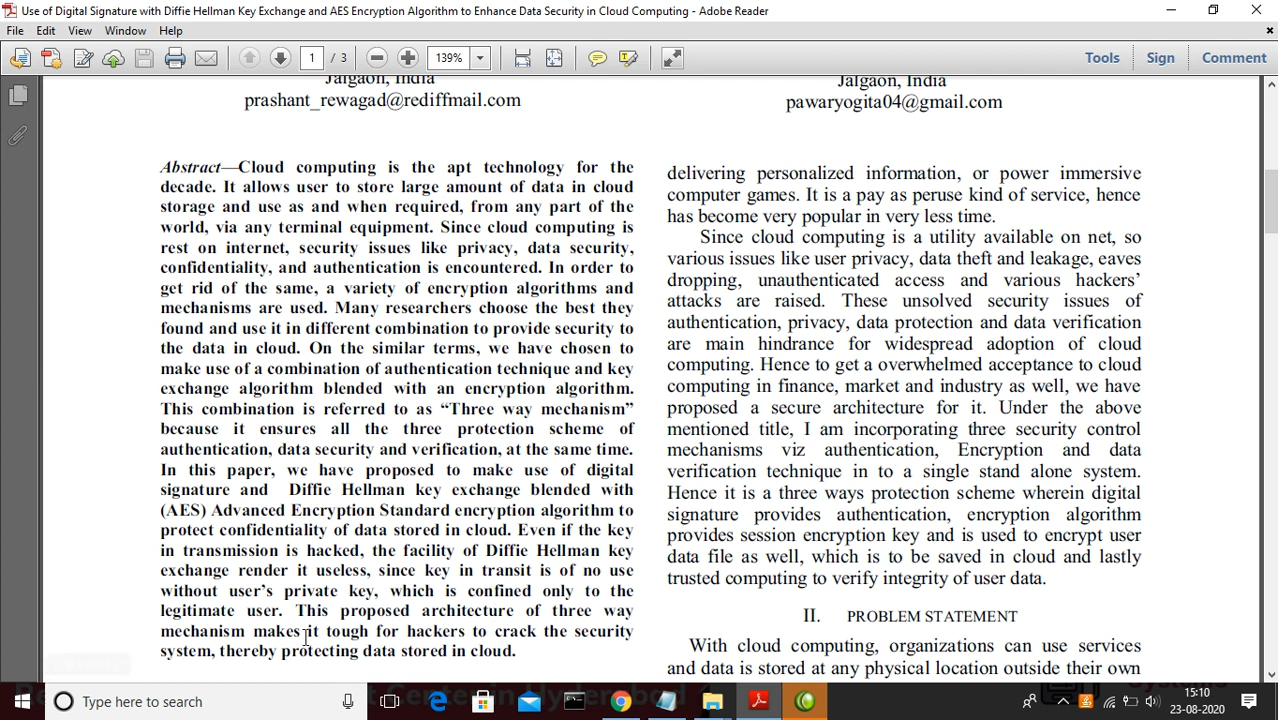 Use of Digital Signature with Diffie Hellman Key Exchange and AES Encryption Algorithm to Enhance Data Security in Cloud Computing - Adobe Reader
File Edit View Window Help
1 / 3 139% Tools Sign Comment
Jalgaon, India
prashant_rewagad@rediffmail.com
Jalgaon, India
pawaryogita04@gmail.com
Abstract—Cloud computing is the apt technology for the
decade. It allows user to store large amount of data in cloud
storage and use as and when required, from any part of the
world, via any terminal equipment. Since cloud computing is
rest on internet, security issues like privacy, data security,
confidentiality, and authentication is encountered. In order to
get rid of the same, a variety of encryption algorithms and
mechanisms are used. Many researchers choose the best they
found and use it in different combination to provide security to
the data in cloud. On the similar terms, we have chosen to
make use of a combination of authentication technique and key
exchange algorithm blended with an encryption algorithm.
This combination is referred to as “Three way mechanism”
because it ensures all the three protection scheme of
authentication, data security and verification, at the same time.
In this paper, we have proposed to make use of digital
signature and Diffie Hellman key exchange blended with
(AES) Advanced Encryption Standard encryption algorithm to
protect confidentiality of data stored in cloud. Even if the key
in transmission is hacked, the facility of Diffie Hellman key
exchange render it useless, since key in transit is of no use
without user’s private key, which is confined only to the
legitimate user. This proposed architecture of three way
mechanism makes it tough for hackers to crack the security
system, thereby protecting data stored in cloud.
delivering personalized information, or power immersive
computer games. It is a pay as peruse kind of service, hence
has become very popular in very less time.
Since cloud computing is a utility available on net, so
various issues like user privacy, data theft and leakage, eaves
dropping, unauthenticated access and various hackers’
attacks are raised. These unsolved security issues of
authentication, privacy, data protection and data verification
are main hindrance for widespread adoption of cloud
computing. Hence to get a overwhelmed acceptance to cloud
computing in finance, market and industry as well, we have
proposed a secure architecture for it. Under the above
mentioned title, I am incorporating three security control
mechanisms viz authentication, Encryption and data
verification technique in to a single stand alone system.
Hence it is a three ways protection scheme wherein digital
signature provides authentication, encryption algorithm
provides session encryption key and is used to encrypt user
data file as well, which is to be saved in cloud and lastly
trusted computing to verify integrity of user data.
II. PROBLEM STATEMENT
With cloud computing, organizations can use services
and data is stored at any physical location outside their own
Type here to search
15:10
23-08-2020